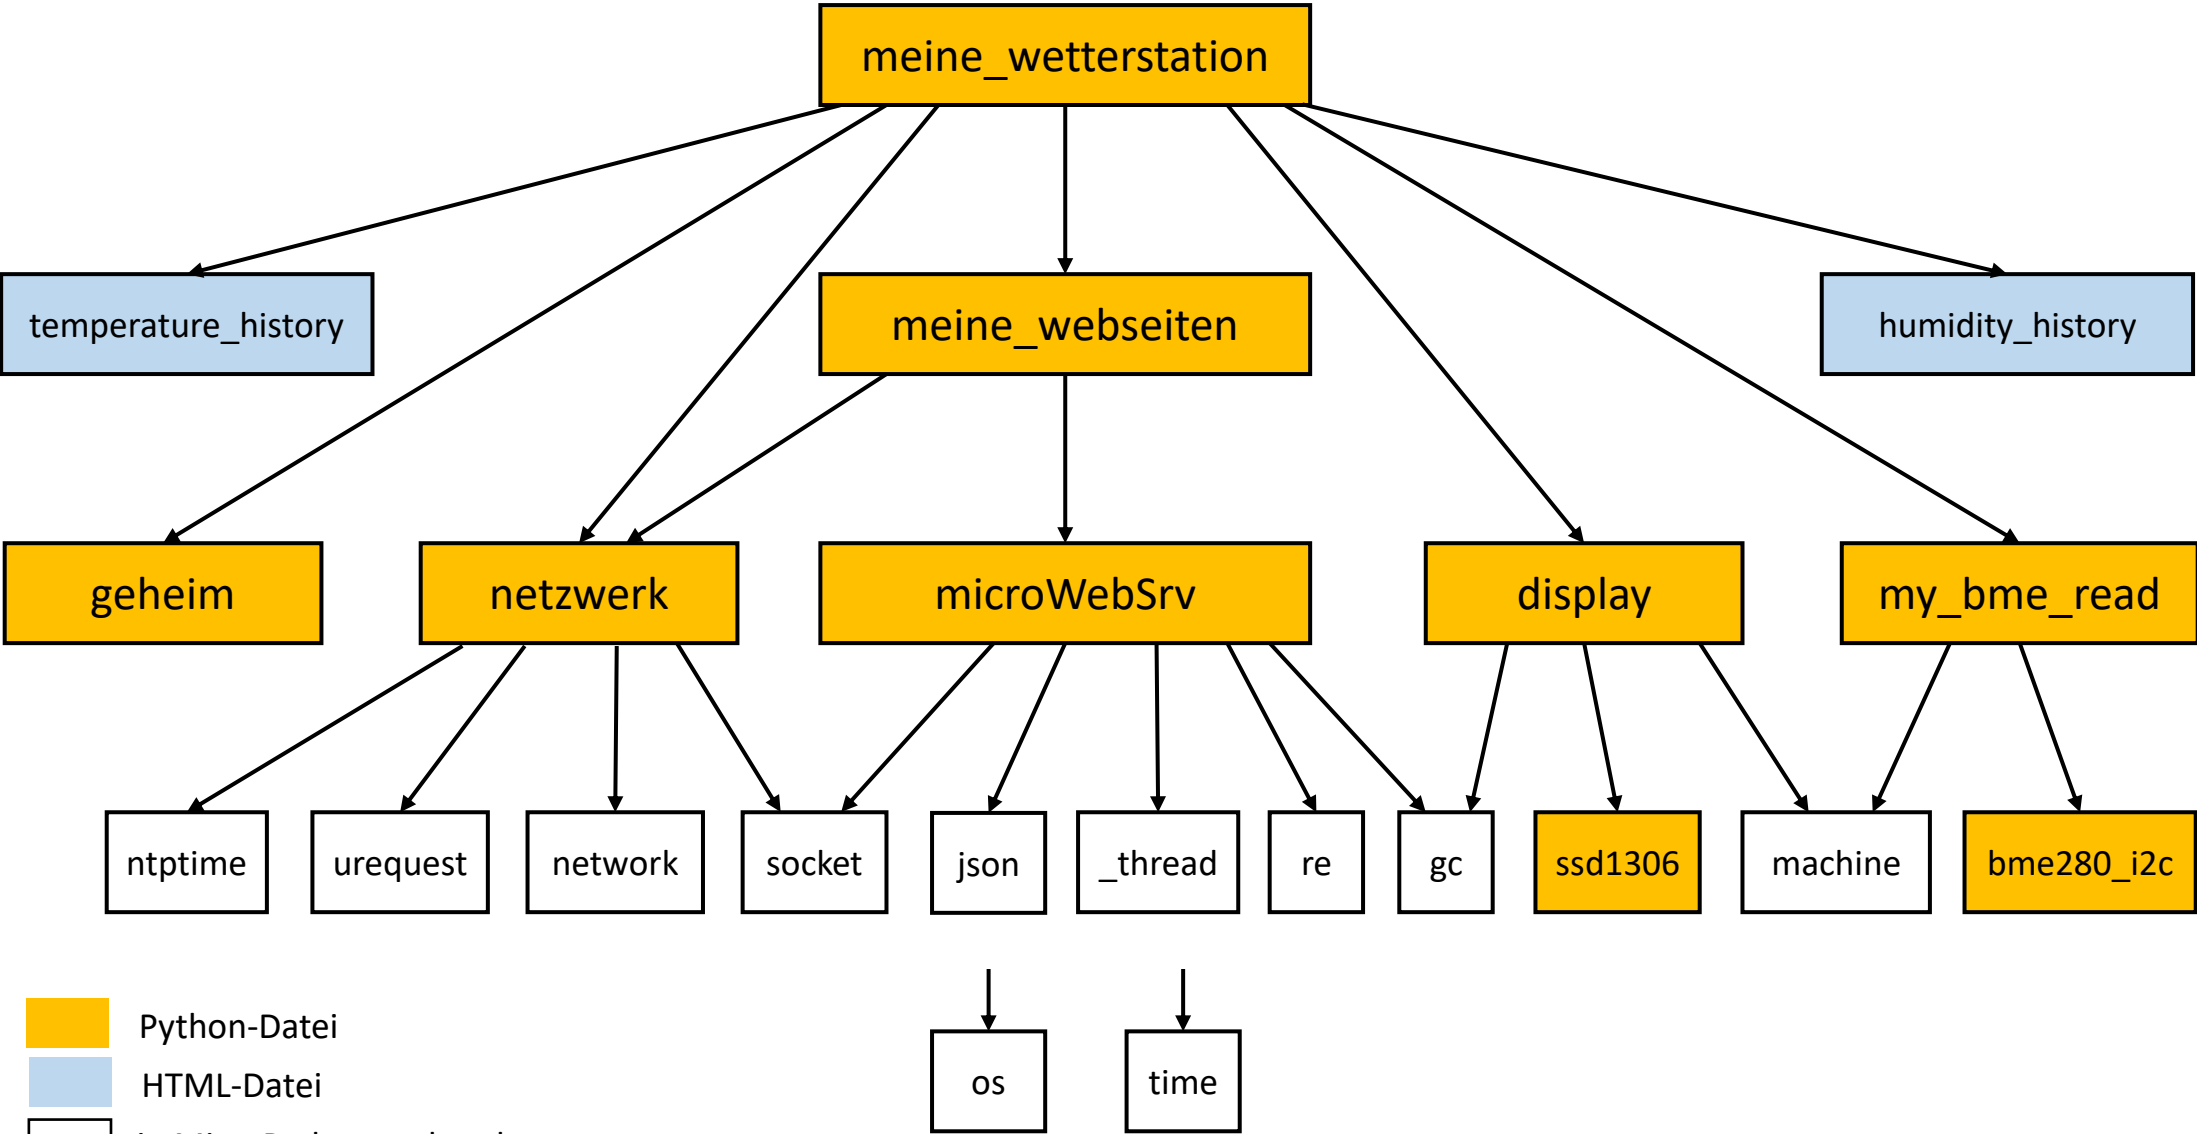 meine_wetterstation
temperature_history
meine_webseiten
humidity_history
geheim
netzwerk
microWebSrv
display
my_bme_read
ntptime
urequest
network
socket
json
_thread
re
gc
ssd1306
machine
bme280_i2c
os
time
Python-Datei
HTML-Datei